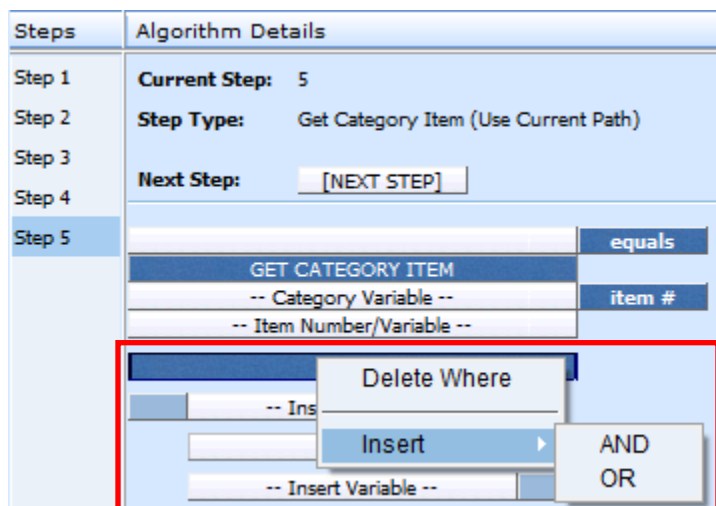 Steps
Algorithm Details
Step 1
Step 2
Step 3
Step 4
Step 5
Current Step: 5
Step Type: Get Category Item (Use Current Path)
Next Step: [NEXT STEP]
equals
GET CATEGORY ITEM
-- Category Variable -- item #
-- Item Number/Variable --
Delete Where
-- Ins
Insert
AND
OR
-- Insert Variable --